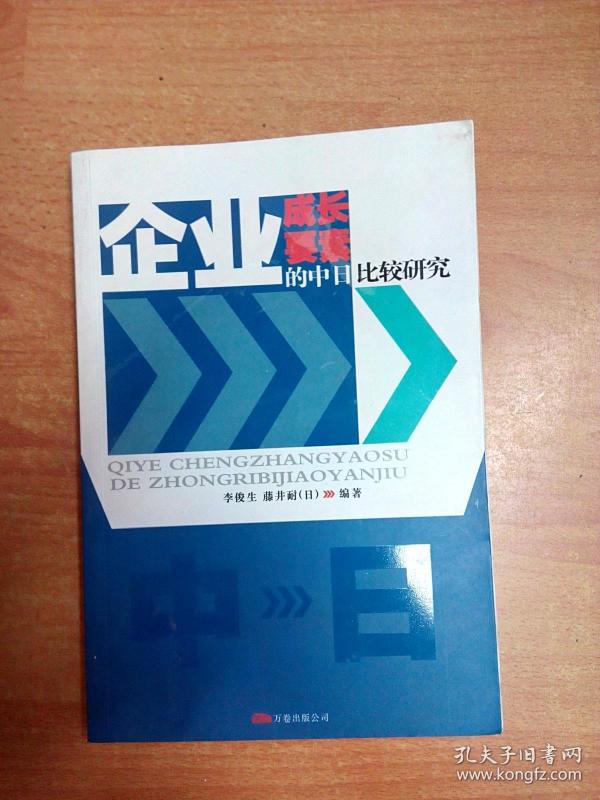 企业
成长
要素
的中日比较研究
QIYE CHENGZHANGYAOSU
DE ZHONGRIBIJIAOYANJIU
李俊生 藤井耐(日) 编著
中 日
万卷出版公司
孔夫子旧书网
www.kongfz.com